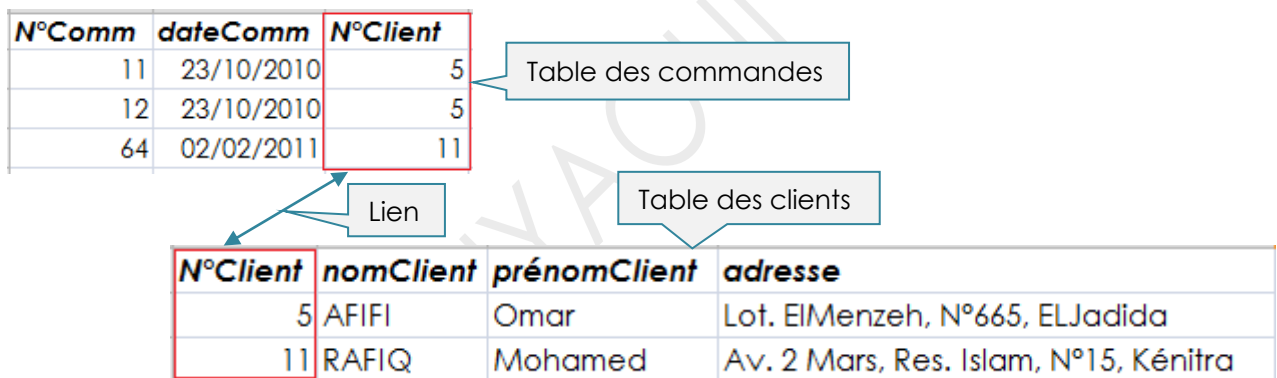 N°Comm dateComm N°Client
11 23/10/2010 5
12 23/10/2010 5
64 02/02/2011 11
Table des commandes
Lien
Table des clients
N°Client nomClient prénomClient adresse
5 AFIFI Omar Lot. ElMenzeh, N°665, ELJadida
11 RAFIQ Mohamed Av. 2 Mars, Res. Islam, N°15, Kénitra